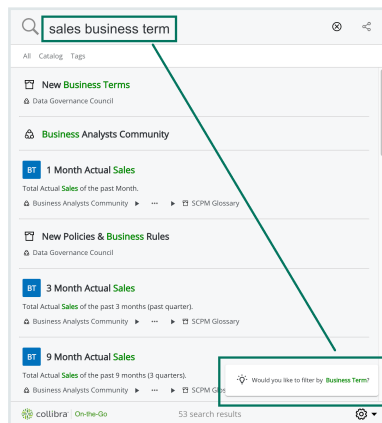 sales business term
All Catalog Tags
New Business Terms
Data Governance Council
Business Analysts Community
BT 1 Month Actual Sales
Total Actual Sales of the past Month.
Business Analysts Community ▶ ... ▶ SCPM Glossary
New Policies & Business Rules
Data Governance Council
BT 3 Month Actual Sales
Total Actual Sales of the past 3 months (past quarter).
Business Analysts Community ▶ ... ▶ SCPM Glossary
BT 9 Month Actual Sales
Total Actual Sales of the past 9 months (3 quarters).
Would you like to filter by Business Term?
Business Analysts Community ▶ ... ▶ SCPM
collibra On-the-Go 53 search results